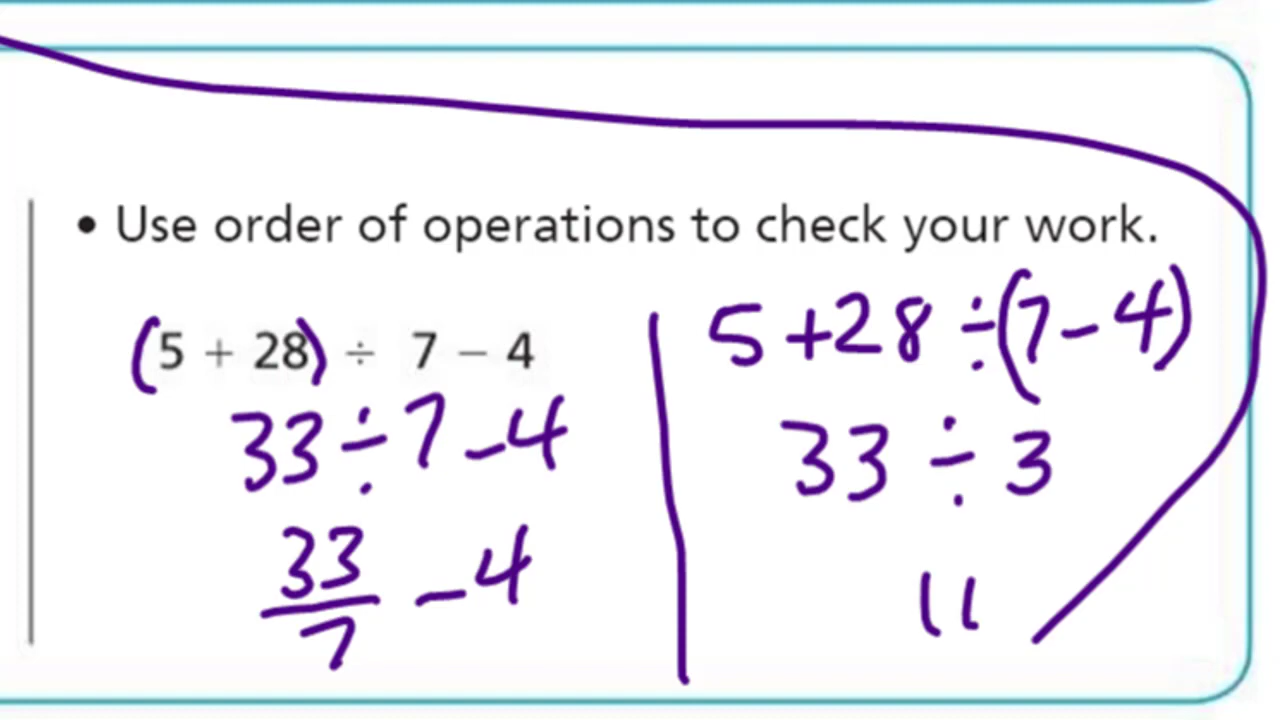 • Use order of operations to check your work.
(5 + 28) ÷ 7 − 4
33 ÷ 7 − 4
33/7 − 4
5 + 28 ÷ (7 − 4)
33 ÷ 3
11